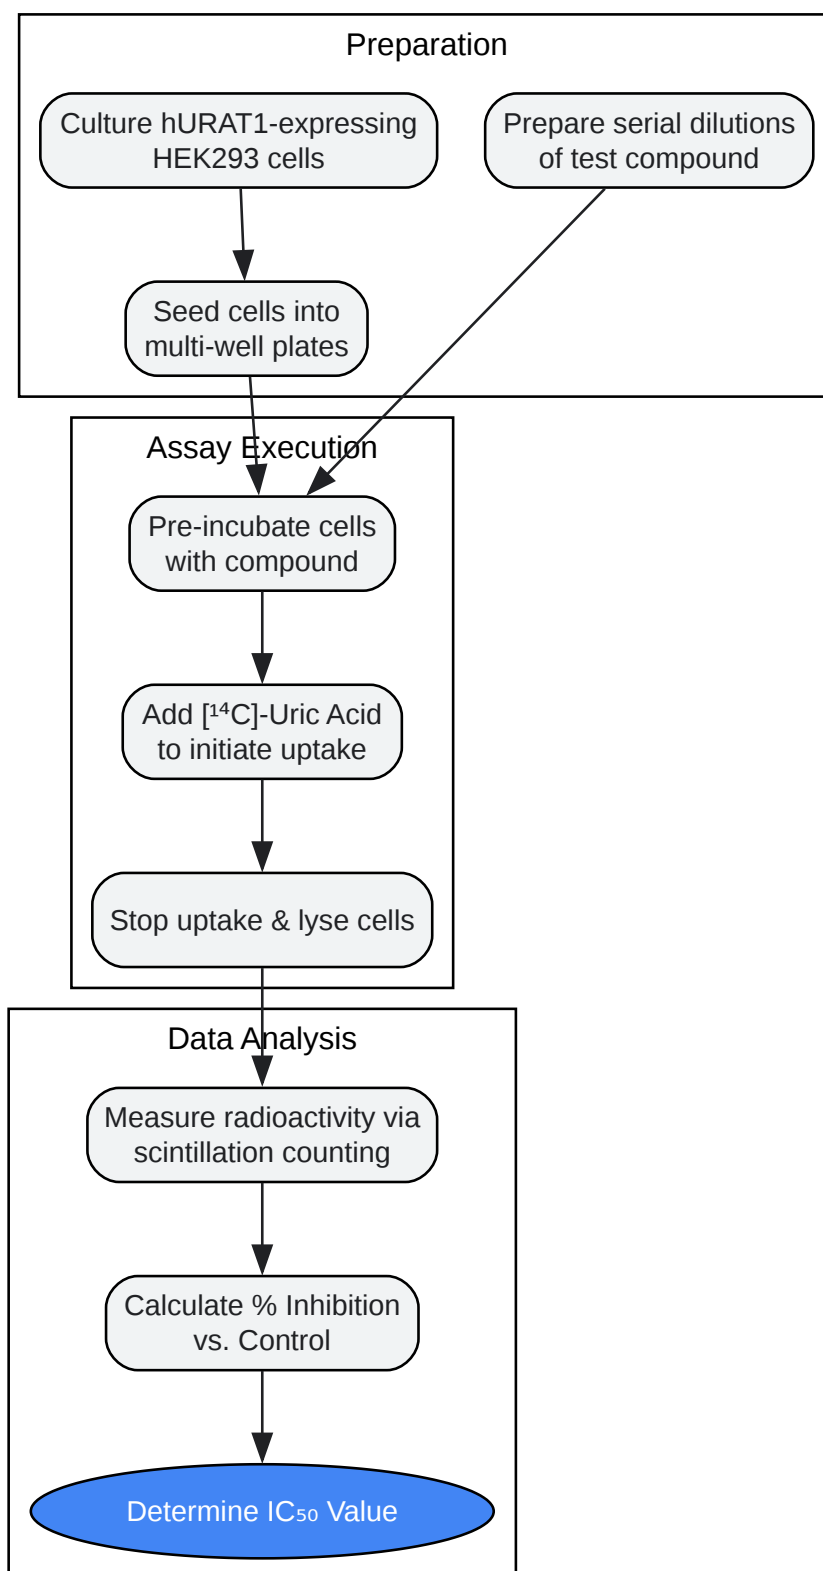 Preparation
Culture hURAT1-expressing
HEK293 cells
Prepare serial dilutions
of test compound
Seed cells into
multi-well plates
Assay Execution
Pre-incubate cells
with compound
Add [¹⁴C]-Uric Acid
to initiate uptake
Stop uptake & lyse cells
Data Analysis
Measure radioactivity via
scintillation counting
Calculate % Inhibition
vs. Control
Determine IC₅₀ Value